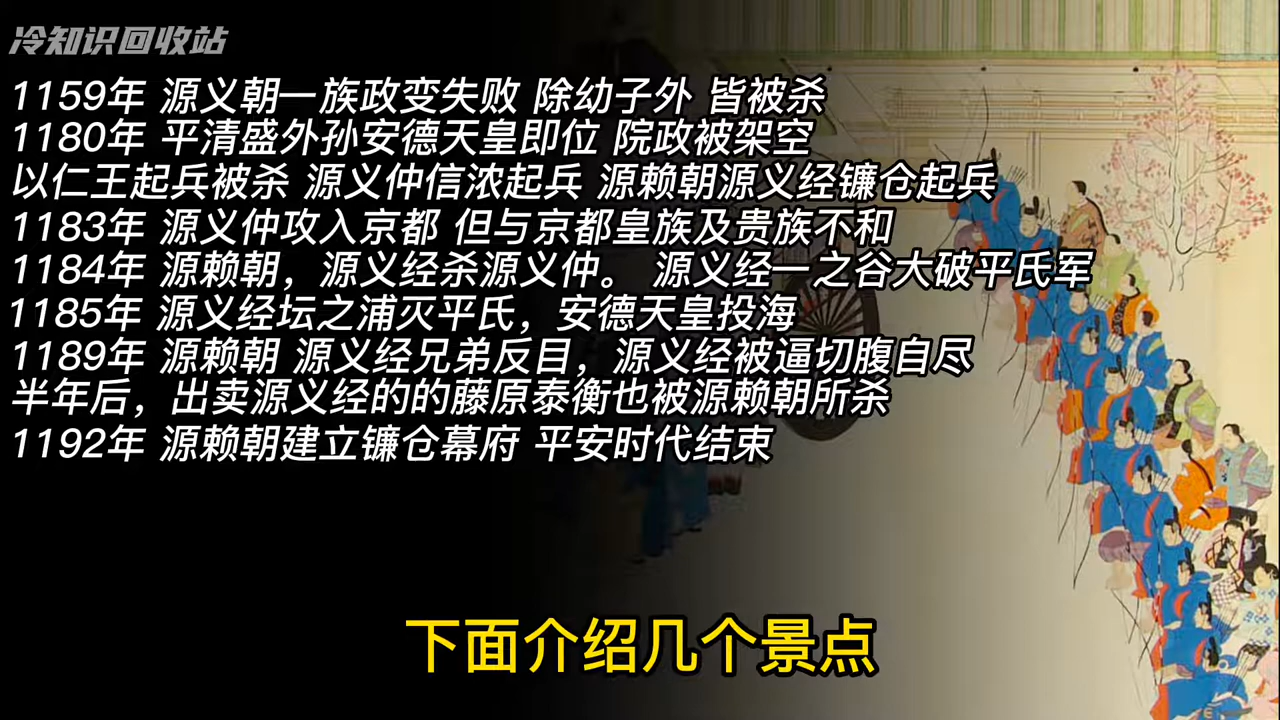 冷知识回收站
1159年 源义朝一族政变失败 除幼子外 皆被杀
1180年 平清盛外孙安德天皇即位 院政被架空
以仁王起兵被杀 源义仲信浓起兵 源赖朝源义经镰仓起兵
1183年 源义仲攻入京都 但与京都皇族及贵族不和
1184年 源赖朝，源义经杀源义仲。 源义经一之谷大破平氏军
1185年 源义经坛之浦灭平氏，安德天皇投海
1189年 源赖朝 源义经兄弟反目，源义经被逼切腹自尽
半年后，出卖源义经的的藤原泰衡也被源赖朝所杀
1192年 源赖朝建立镰仓幕府 平安时代结束
下面介绍几个景点